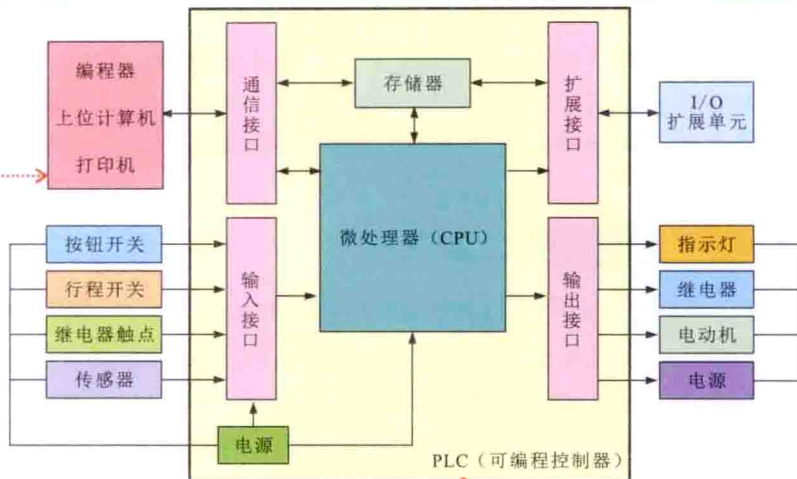 编程器
上位计算机
打印机
通信接口
存储器
扩展接口
I/O
扩展单元
微处理器（CPU）
按钮开关
行程开关
继电器触点
传感器
输入接口
输出接口
指示灯
继电器
电动机
电源
电源
PLC（可编程控制器）